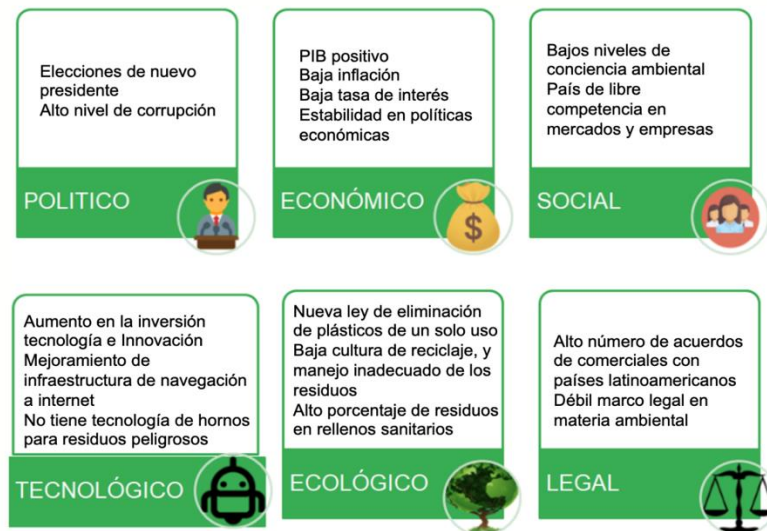 Elecciones de nuevo
presidente
Alto nivel de corrupción
POLITICO
PIB positivo
Baja inflación
Baja tasa de interés
Estabilidad en políticas
económicas
ECONÓMICO
$
Bajos niveles de
conciencia ambiental
País de libre
competencia en
mercados y empresas
SOCIAL
Aumento en la inversión
tecnología e Innovación
Mejoramiento de
infraestructura de navegación
a internet
No tiene tecnología de hornos
para residuos peligrosos
TECNOLÓGICO
Nueva ley de eliminación
de plásticos de un solo uso
Baja cultura de reciclaje, y
manejo inadecuado de los
residuos
Alto porcentaje de residuos
en rellenos sanitarios
ECOLÓGICO
Alto número de acuerdos
de comerciales con
países latinoamericanos
Débil marco legal en
materia ambiental
LEGAL